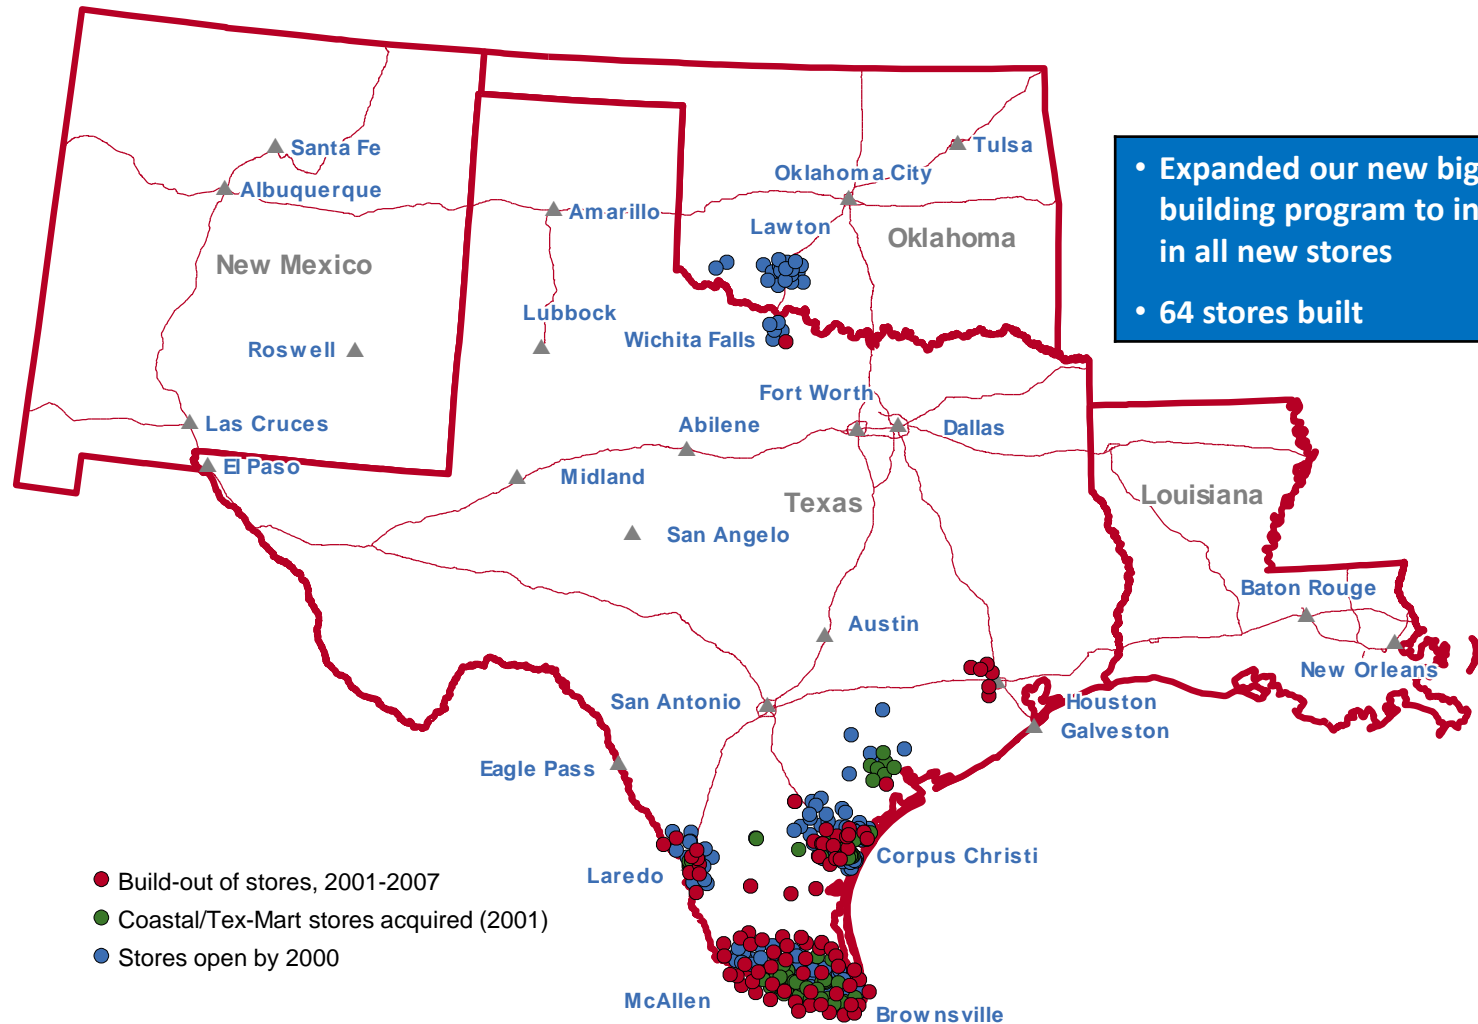 Santa Fe
Tulsa
Oklahoma City
Albuquerque
Amarillo
Lawton
Oklahoma
New Mexico
Lubbock
Wichita Falls
Roswell
Fort Worth
Las Cruces
Abilene
Dallas
El Paso
Midland
Texas
Louisiana
San Angelo
Baton Rouge
Austin
New Orleans
San Antonio
Houston
Galveston
Eagle Pass
Corpus Christi
Laredo
McAllen
Brownsville
• Expanded our new big
building program to in
in all new stores
• 64 stores built
Build-out of stores, 2001-2007
Coastal/Tex-Mart stores acquired (2001)
Stores open by 2000